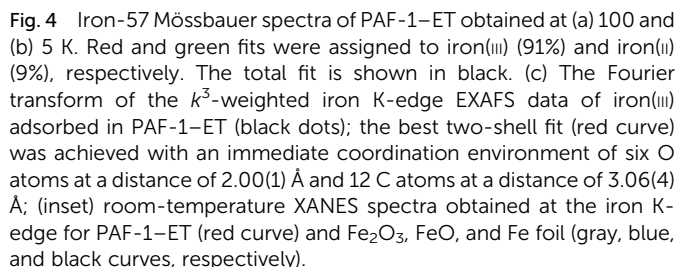 Fig. 4 Iron-57 Mössbauer spectra of PAF-1–ET obtained at (a) 100 and
(b) 5 K. Red and green fits were assigned to iron(III) (91%) and iron(II)
(9%), respectively. The total fit is shown in black. (c) The Fourier
transform of the k³-weighted iron K-edge EXAFS data of iron(III)
adsorbed in PAF-1–ET (black dots); the best two-shell fit (red curve)
was achieved with an immediate coordination environment of six O
atoms at a distance of 2.00(1) Å and 12 C atoms at a distance of 3.06(4)
Å; (inset) room-temperature XANES spectra obtained at the iron K-
edge for PAF-1–ET (red curve) and Fe₂O₃, FeO, and Fe foil (gray, blue,
and black curves, respectively).